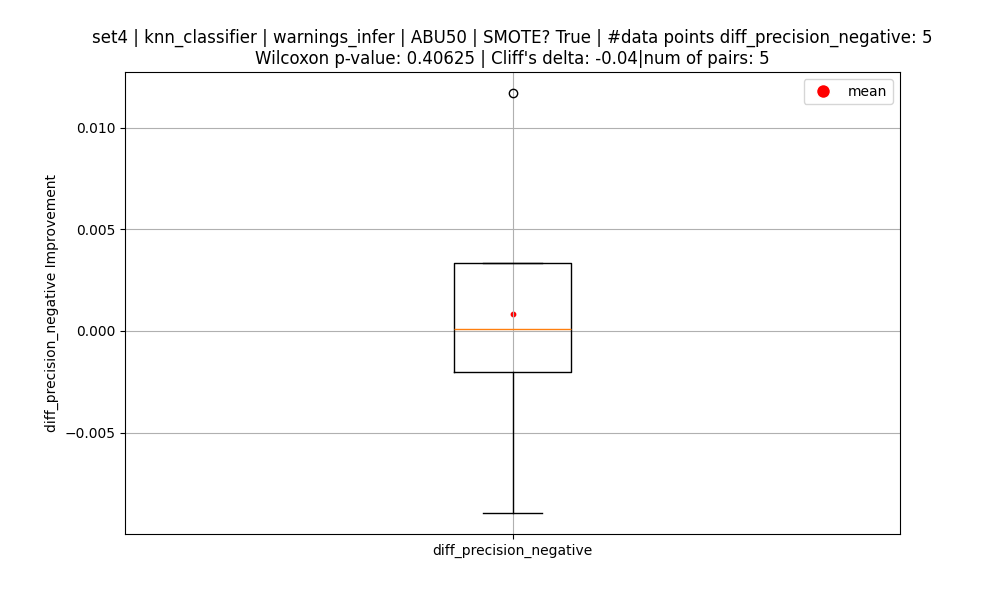 set4 | knn_classifier | warnings_infer | ABU50 | SMOTE? True | #data points diff_precision_negative: 5
Wilcoxon p-value: 0.40625 | Cliff's delta: -0.04|num of pairs: 5
mean
0.010
0.005
0.000
−0.005
diff_precision_negative Improvement
diff_precision_negative